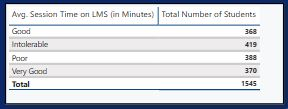 Avg. Session Time on LMS (in Minutes) Total Number of Students
Good 368
Intolerable 419
Poor 388
Very Good 370
Total 1545